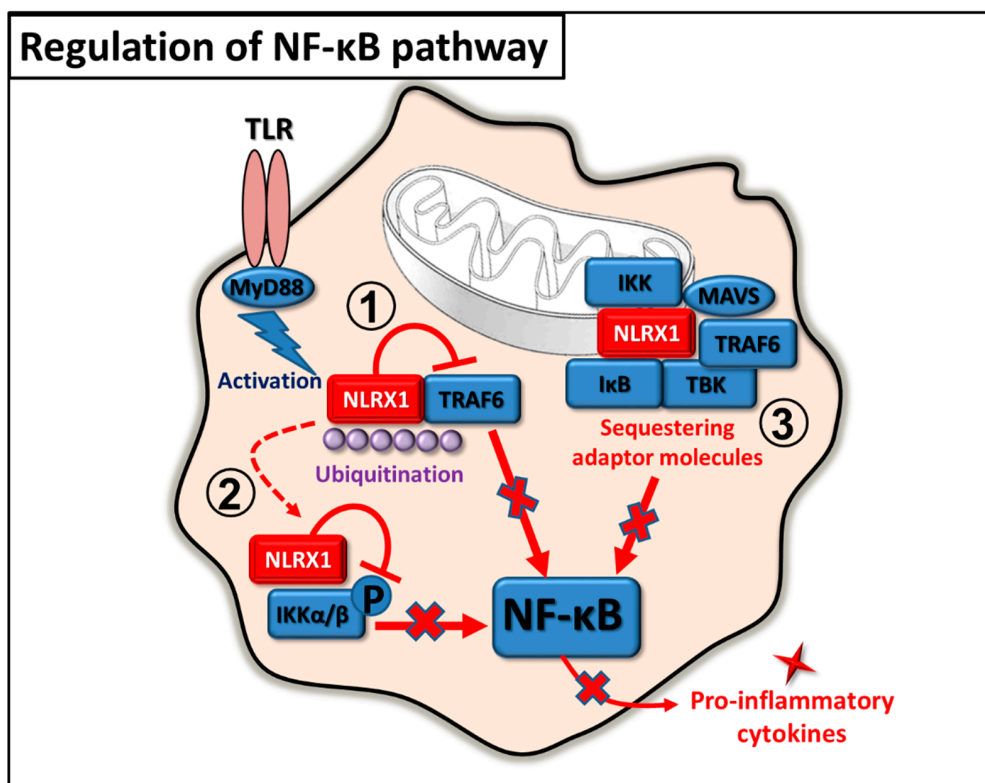 Regulation of NF-κB pathway
TLR
MyD88
Activation
1
NLRX1
TRAF6
Ubiquitination
2
NLRX1
IKKα/β
P
IKK
MAVS
NLRX1
TRAF6
IκB
TBK
3
Sequestering
adaptor molecules
NF-κB
Pro-inflammatory
cytokines